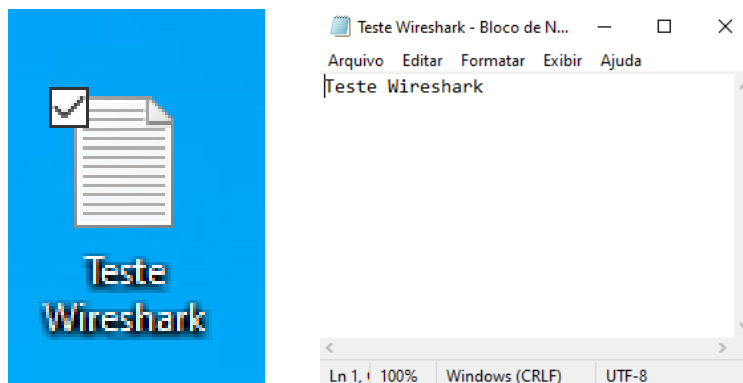 Teste
Wireshark
Teste Wireshark - Bloco de N...
Arquivo Editar Formatar Exibir Ajuda
Teste Wireshark
Ln 1, 100% Windows (CRLF) UTF-8